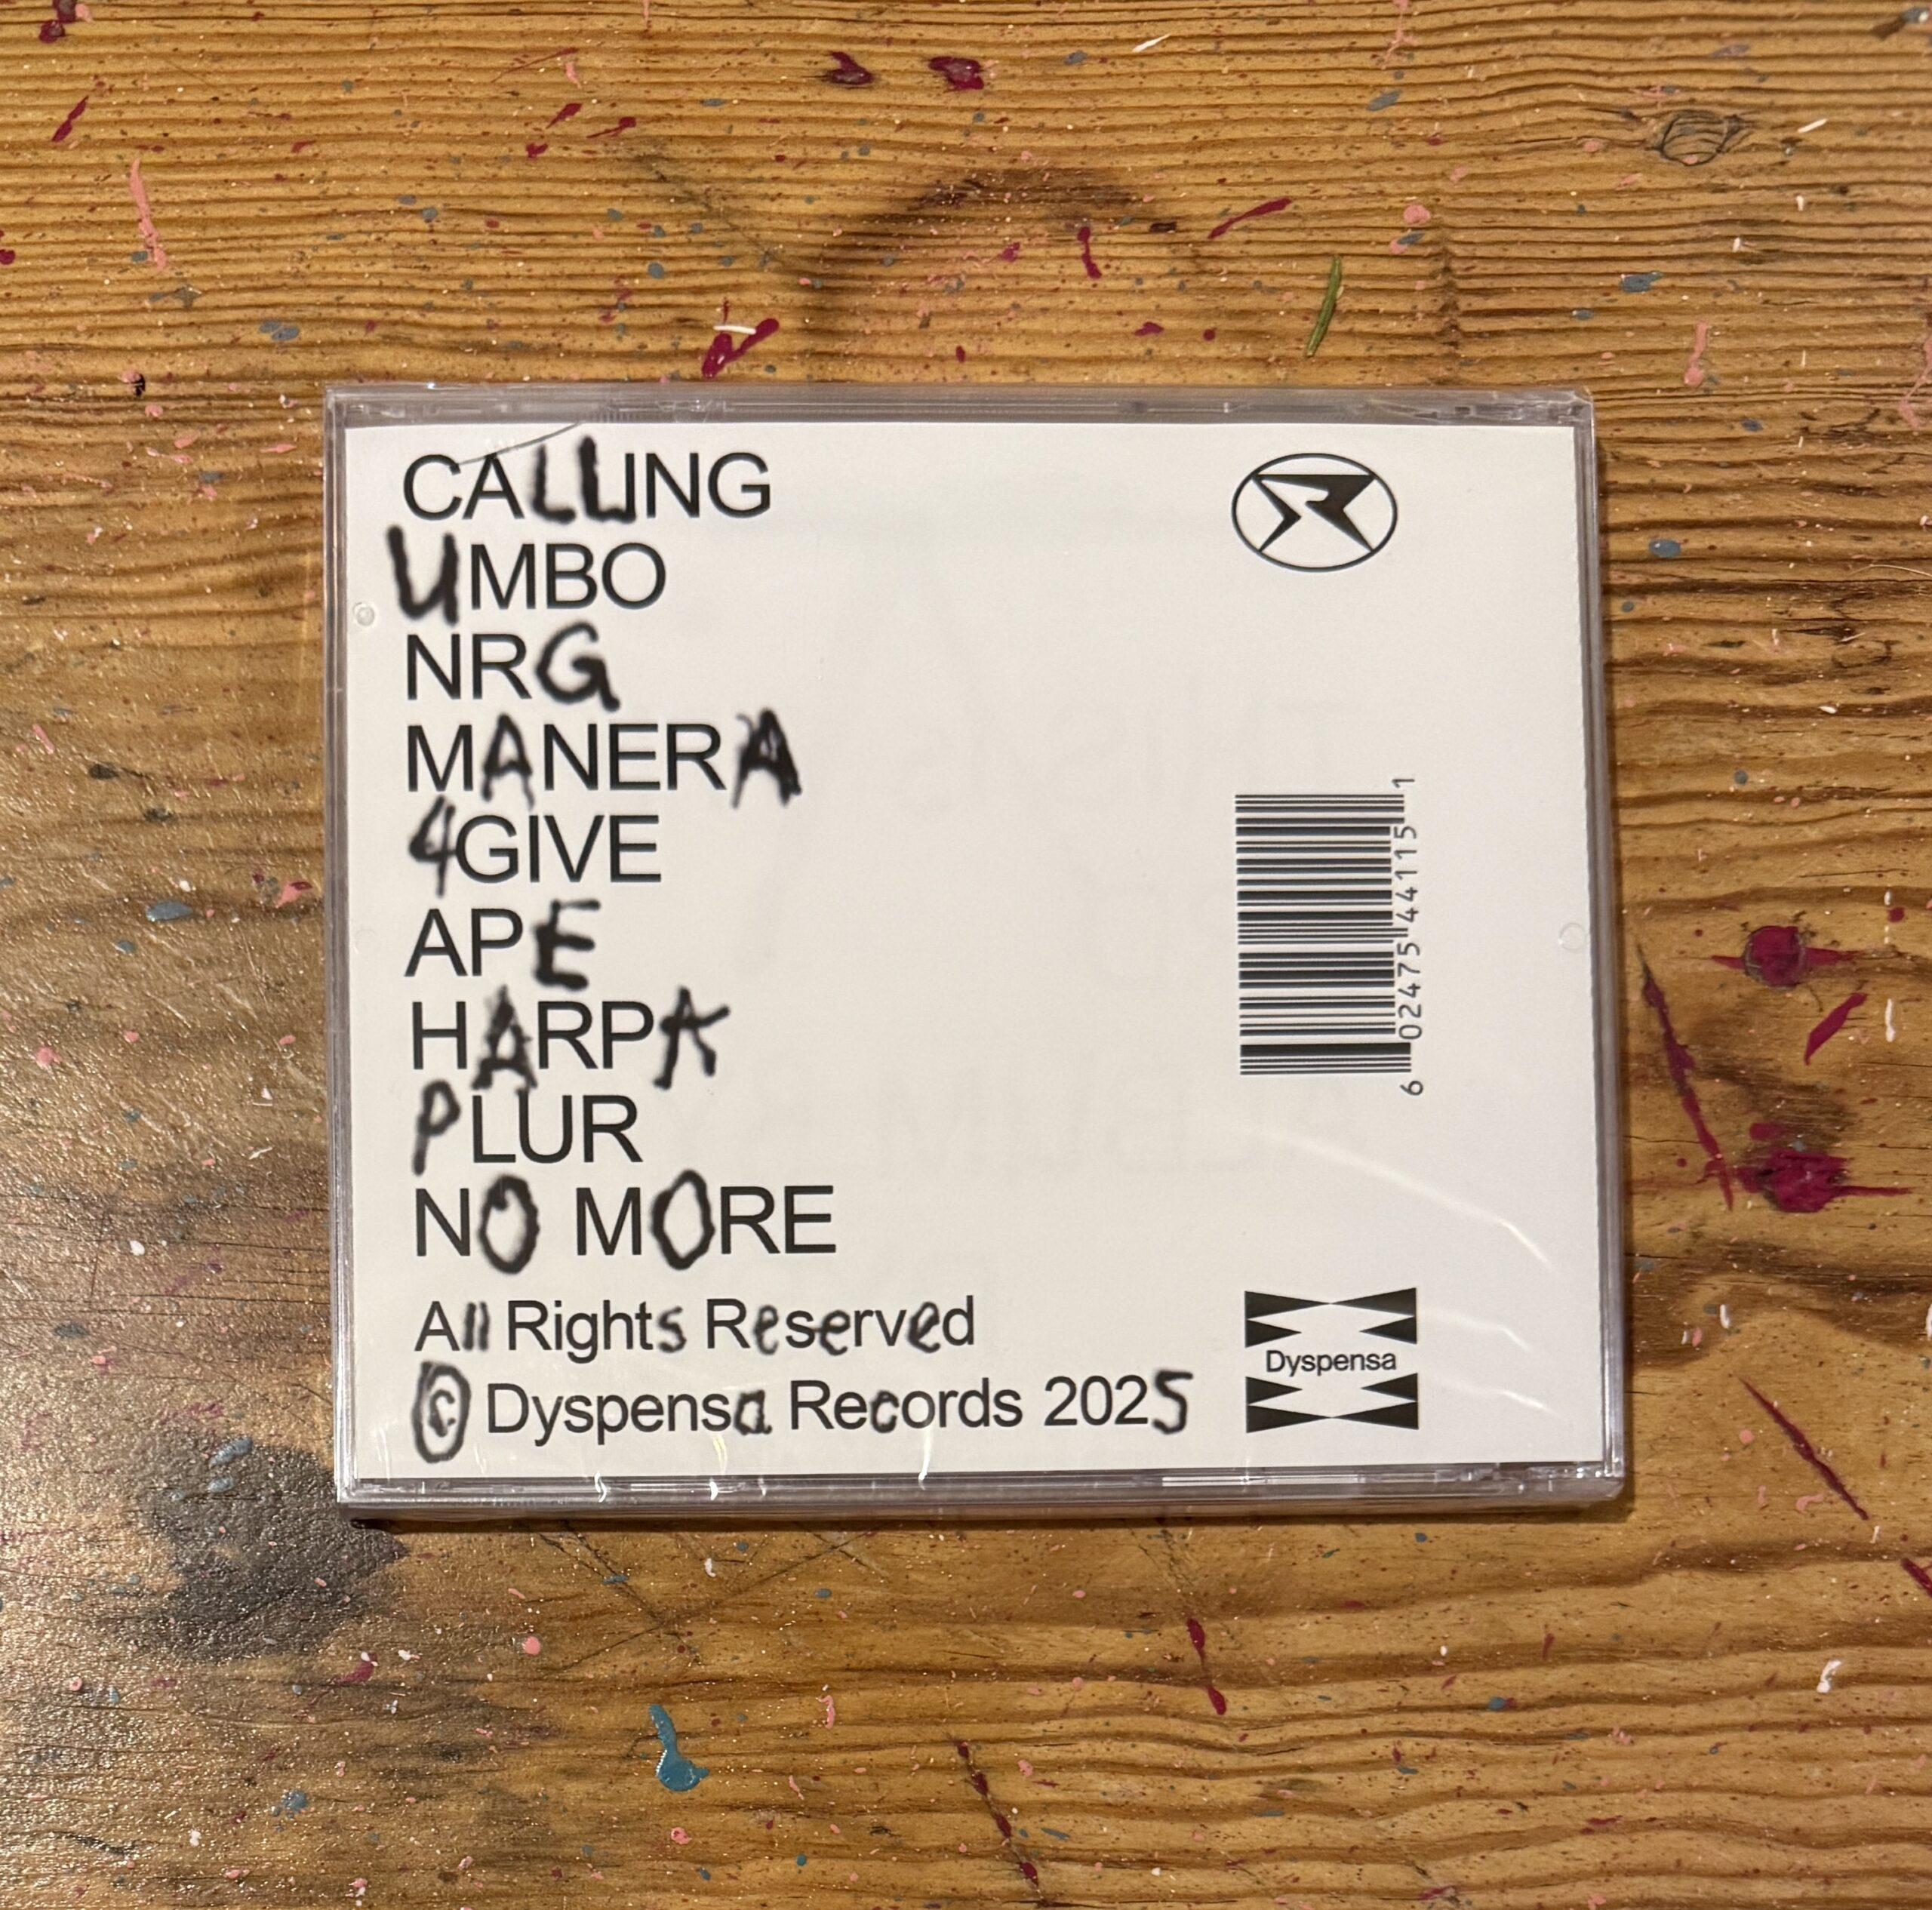 CALLING
UMBO
NRG
MANERA
4GIVE
APE
HARPA
PLUR
NO MORE
All Rights Reserved
© Dyspensa Records 2025
6 02475 44115 1
Dyspensa